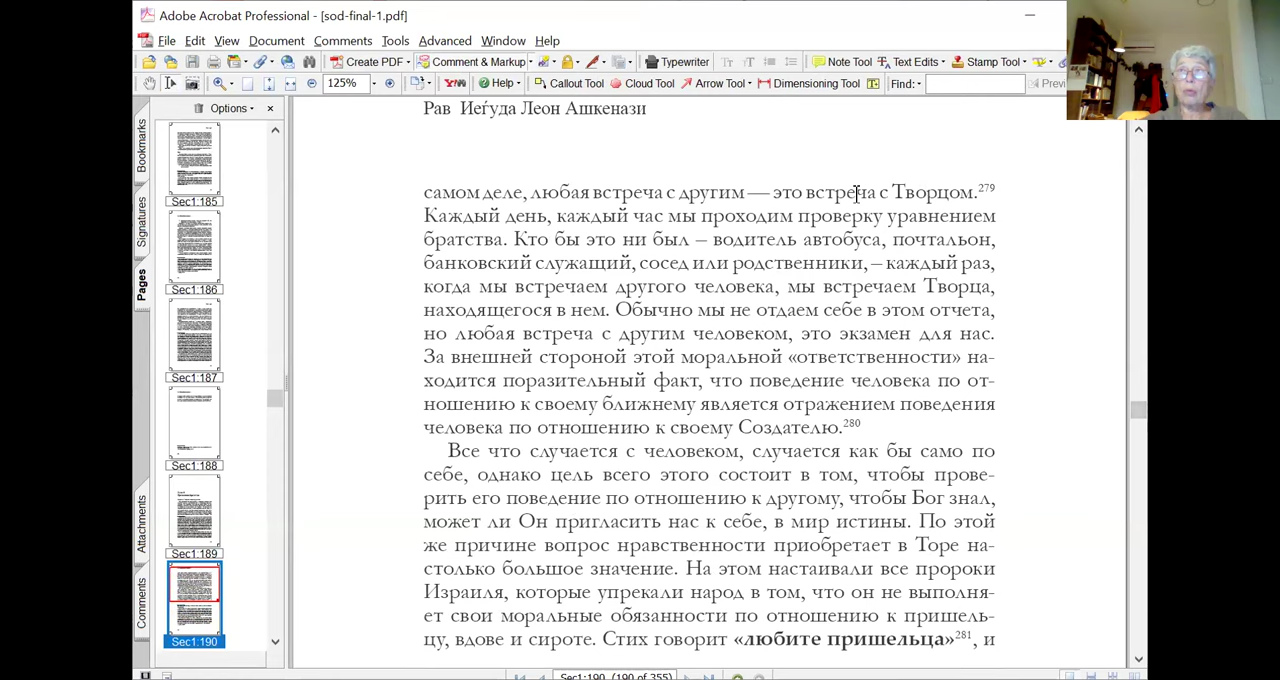 Adobe Acrobat Professional - [sod-final-1.pdf]
File Edit View Document Comments Tools Advanced Window Help
Create PDF Comment & Markup Typewriter Note Tool Text Edits Stamp Tool
125% Help Callout Tool Cloud Tool Arrow Tool Dimensioning Tool Find: Previ
Options
Bookmarks
Signatures
Pages
Attachments
Comments
Sec1:185
Sec1:186
Sec1:187
Sec1:188
Sec1:189
Sec1:190
Рав Иеѓуда Леон Ашкенази
самом деле, любая встреча с другим — это встреча с Творцом.279
Каждый день, каждый час мы проходим проверку уравнением
братства. Кто бы это ни был – водитель автобуса, почтальон,
банковский служащий, сосед или родственники, – каждый раз,
когда мы встречаем другого человека, мы встречаем Творца,
находящегося в нем. Обычно мы не отдаем себе в этом отчета,
но любая встреча с другим человеком, это экзамен для нас.
За внешней стороной этой моральной «ответственности» на-
ходится поразительный факт, что поведение человека по от-
ношению к своему ближнему является отражением поведения
человека по отношению к своему Создателю.280
Все что случается с человеком, случается как бы само по
себе, однако цель всего этого состоит в том, чтобы прове-
рить его поведение по отношению к другому, чтобы Бог знал,
может ли Он пригласить нас к себе, в мир истины. По этой
же причине вопрос нравственности приобретает в Торе на-
столько большое значение. На этом настаивали все пророки
Израиля, которые упрекали народ в том, что он не выполня-
ет свои моральные обязанности по отношению к пришель-
цу, вдове и сироте. Стих говорит «любите пришельца»281, и
Sec1:190 (190 of 355)